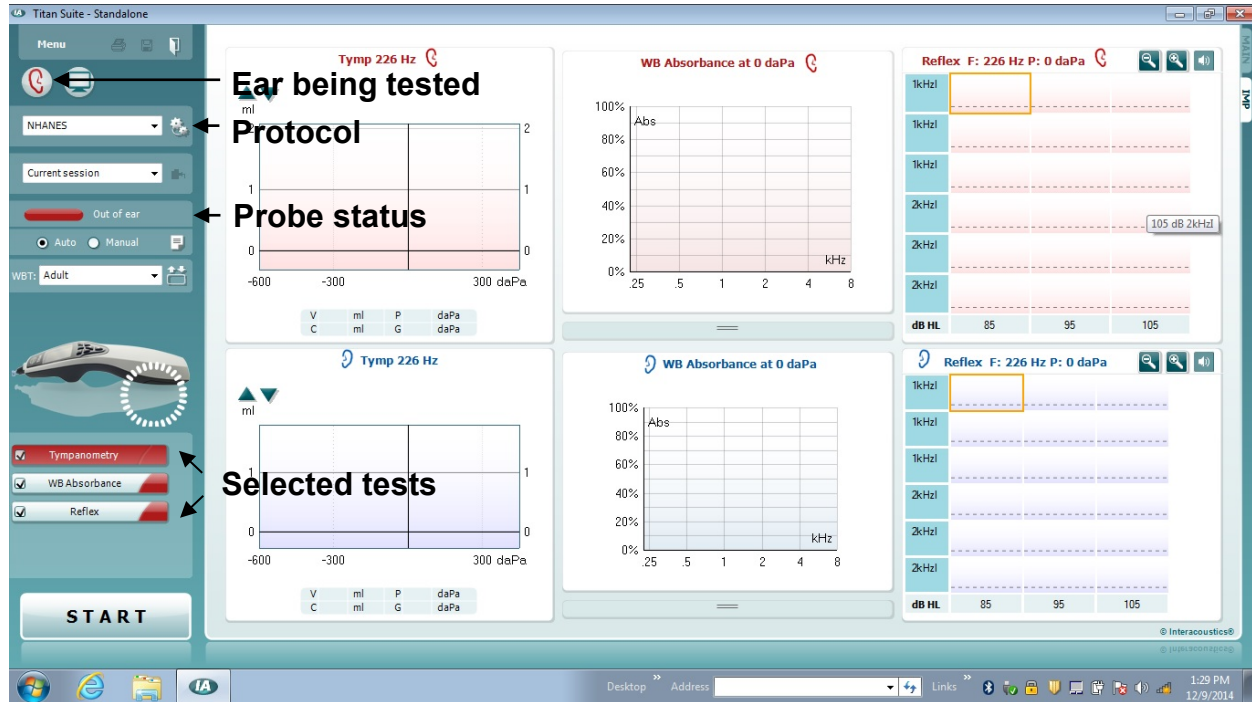 Titan Suite - Standalone
Menu
Ear being tested
NHANES
Protocol
Current session
Out of ear
Probe status
Auto Manual
WBT: Adult
Tympanometry
WB Absorbance
Reflex
Selected tests
START
Tymp 226 Hz
ml
2 2
1 1
0 0
-600 -300 300 daPa
V ml P daPa
C ml G daPa
WB Absorbance at 0 daPa
Abs
100%
80%
60%
40%
20%
0%
kHz
.25 .5 1 2 4 8
Reflex F: 226 Hz P: 0 daPa
1kHzI
1kHzI
1kHzI
2kHzI
105 dB 2kHzI
2kHzI
2kHzI
dB HL 85 95 105
MAIN
IMP
Tymp 226 Hz
ml
1 1
0 0
-600 -300 300 daPa
V ml P daPa
C ml G daPa
WB Absorbance at 0 daPa
Abs
100%
80%
60%
40%
20%
0%
kHz
.25 .5 1 2 4 8
Reflex F: 226 Hz P: 0 daPa
1kHzI
1kHzI
1kHzI
2kHzI
2kHzI
2kHzI
dB HL 85 95 105
© Interacoustics®
IA
Desktop » Address Links »
1:29 PM
12/9/2014